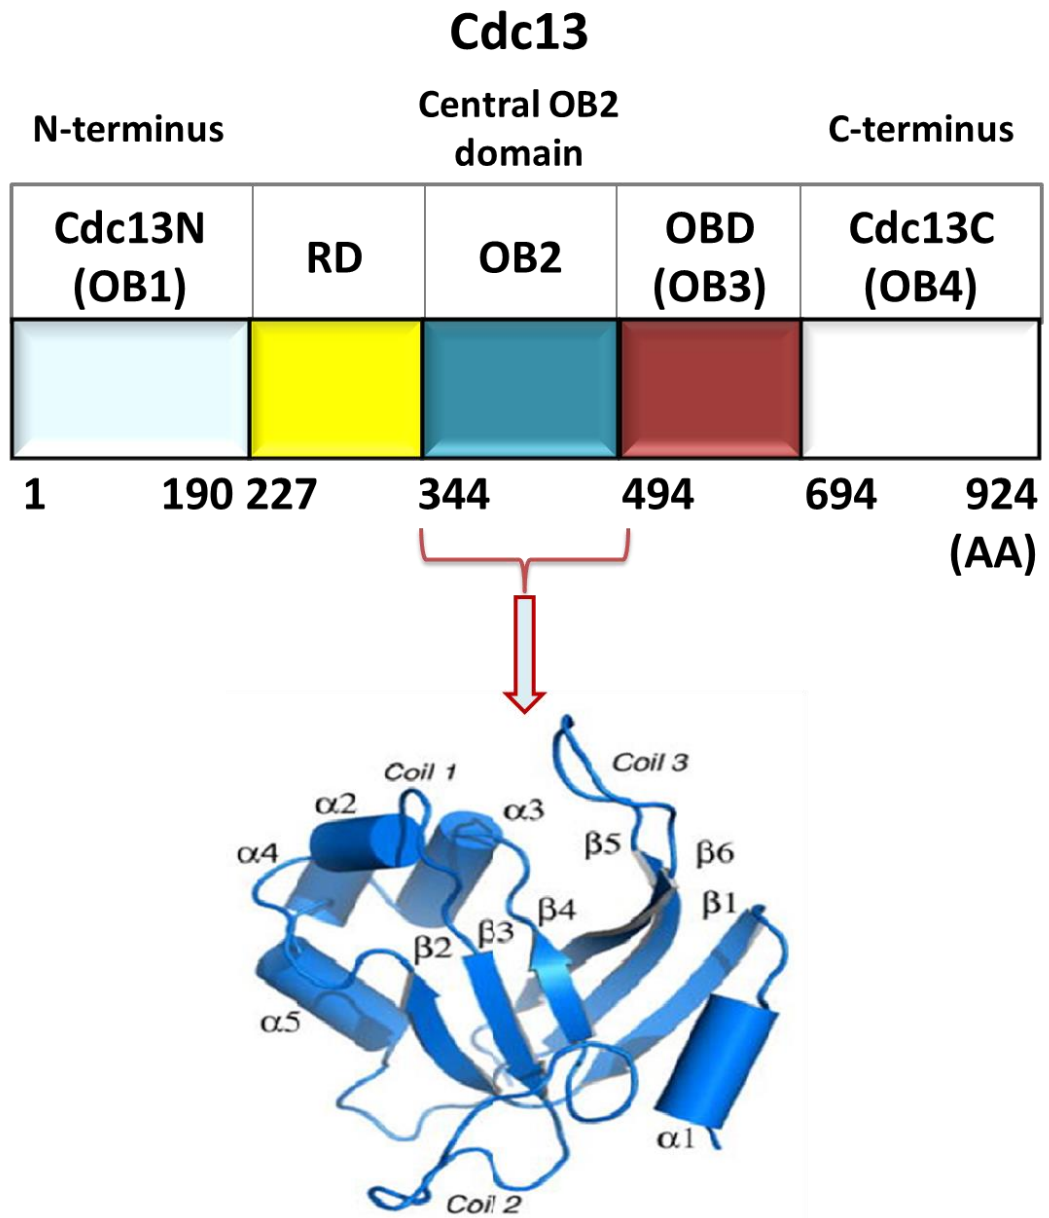 Cdc13
N-terminus
Central OB2
domain
C-terminus
Cdc13N
(OB1)
RD
OB2
OBD
(OB3)
Cdc13C
(OB4)
1 190 227 344 494 694 924
(AA)
Coil 1
Coil 3
α2
α3
α4
β5
β6
β1
β4
β3
β2
α5
α1
Coil 2